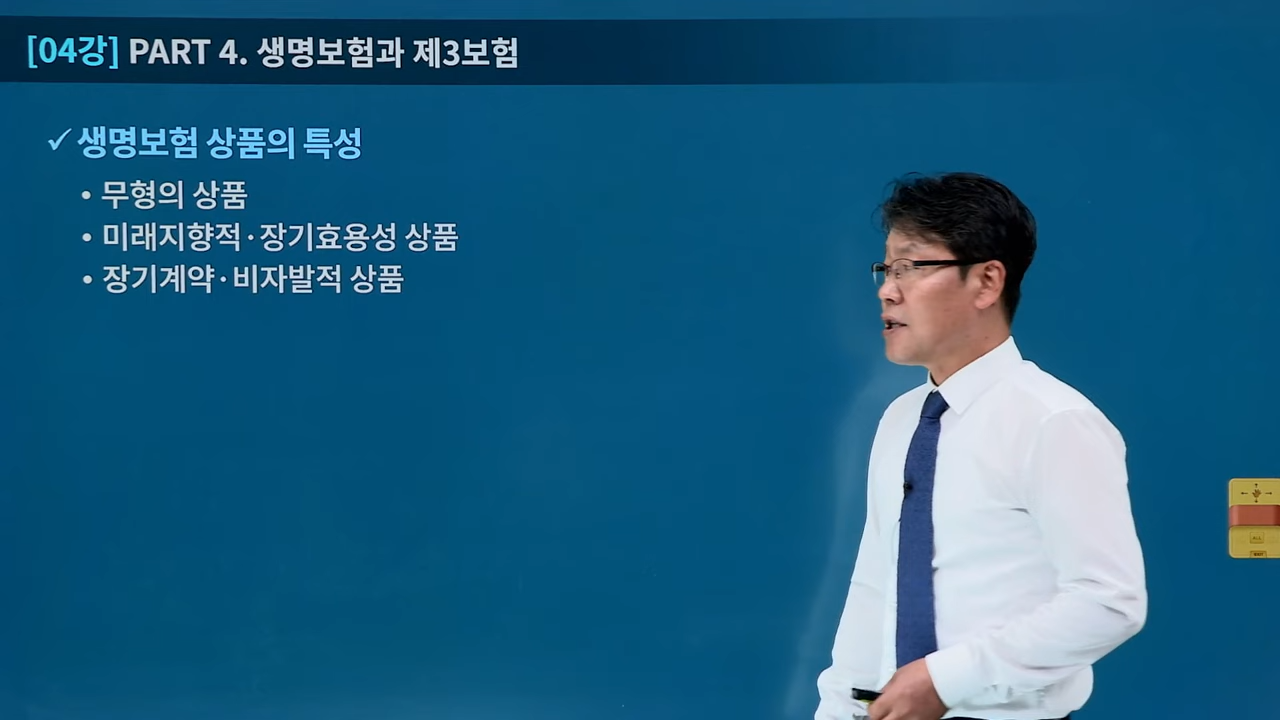 [04강] PART 4. 생명보험과 제3보험
✓ 생명보험 상품의 특성
• 무형의 상품
• 미래지향적·장기효용성 상품
• 장기계약·비자발적 상품